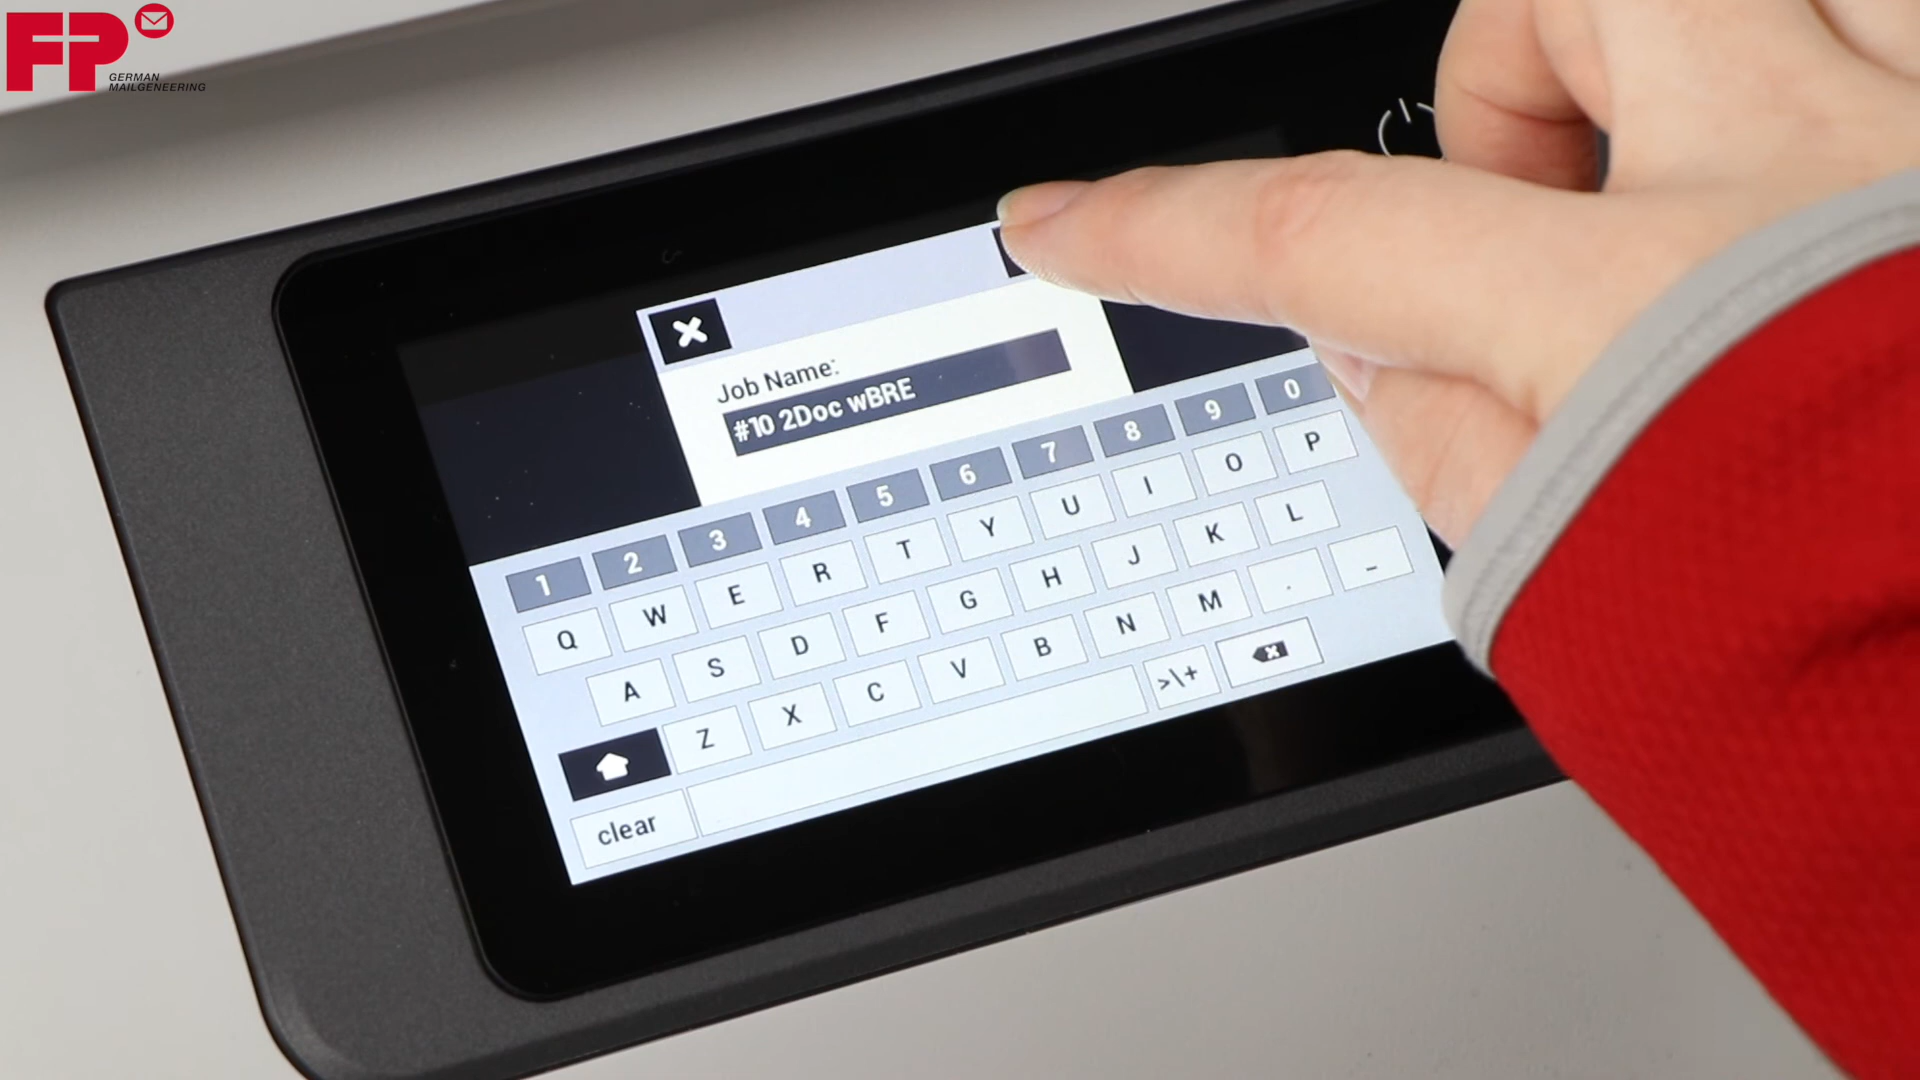 FP
GERMAN
MAILGENEERING
Job Name:
#10 2Doc wBRE
1 2 3 4 5 6 7 8 9 0
Q W E R T Y U I O P
A S D F G H J K L
Z X C V B N M . _
clear >\+